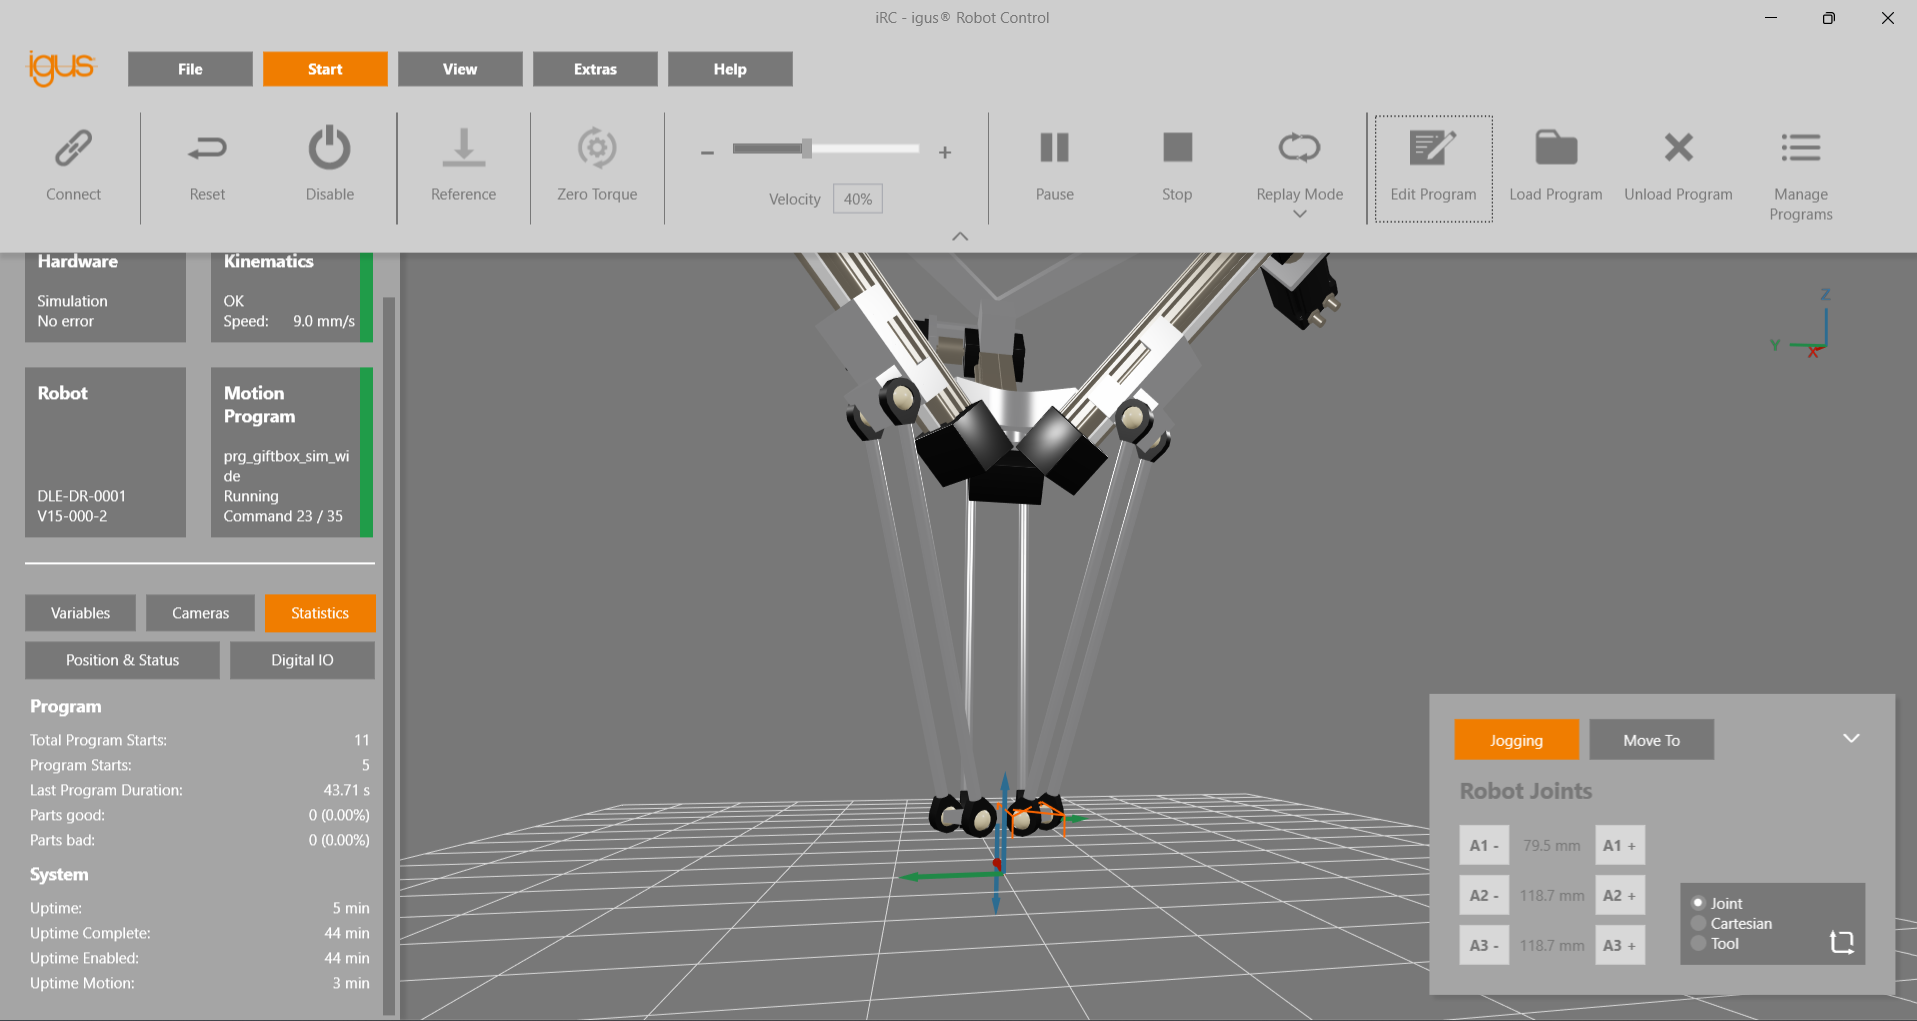 iRC - igus® Robot Control
igus
File
Start
View
Extras
Help
Connect
Reset
Disable
Reference
Zero Torque
Velocity
40%
Pause
Stop
Replay Mode
Edit Program
Load Program
Unload Program
Manage
Programs
Hardware
Simulation
No error
Kinematics
OK
Speed: 9.0 mm/s
Robot
DLE-DR-0001
V15-000-2
Motion
Program
prg_giftbox_sim_wi
de
Running
Command 23 / 35
Variables
Cameras
Statistics
Position & Status
Digital IO
Program
Total Program Starts: 11
Program Starts: 5
Last Program Duration: 43.71 s
Parts good: 0 (0.00%)
Parts bad: 0 (0.00%)
System
Uptime: 5 min
Uptime Complete: 44 min
Uptime Enabled: 44 min
Uptime Motion: 3 min
Z
Y
X
Jogging
Move To
Robot Joints
A1 - 79.5 mm A1 +
A2 - 118.7 mm A2 +
A3 - 118.7 mm A3 +
Joint
Cartesian
Tool